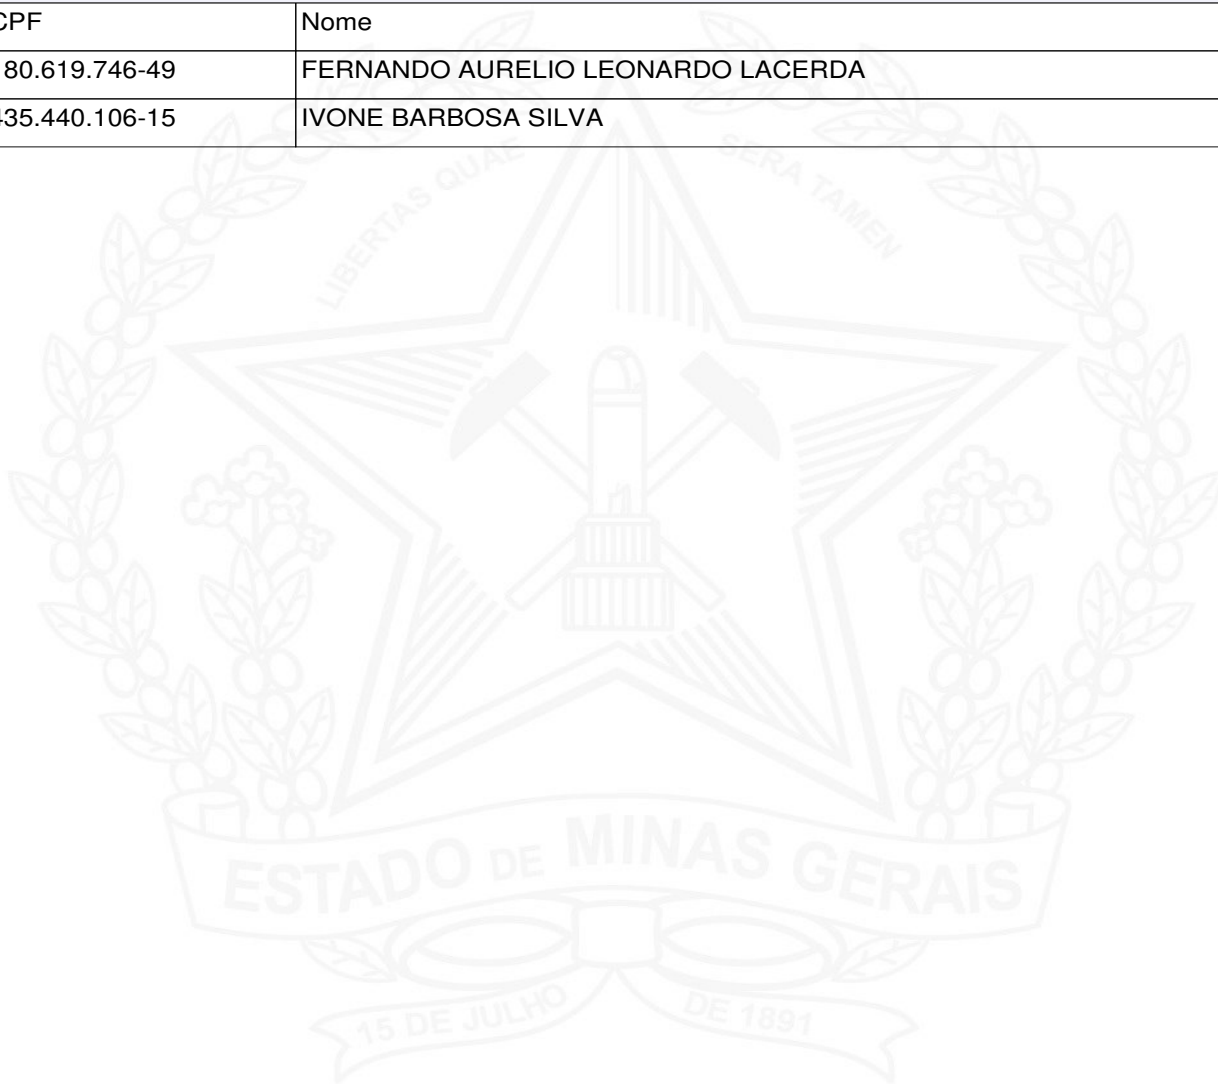 CPF Nome
80.619.746-49 FERNANDO AURELIO LEONARDO LACERDA
435.440.106-15 IVONE BARBOSA SILVA
LIBERTAS QUAE SERA TAMEN
ESTADO DE MINAS GERAIS
15 DE JULHO DE 1891